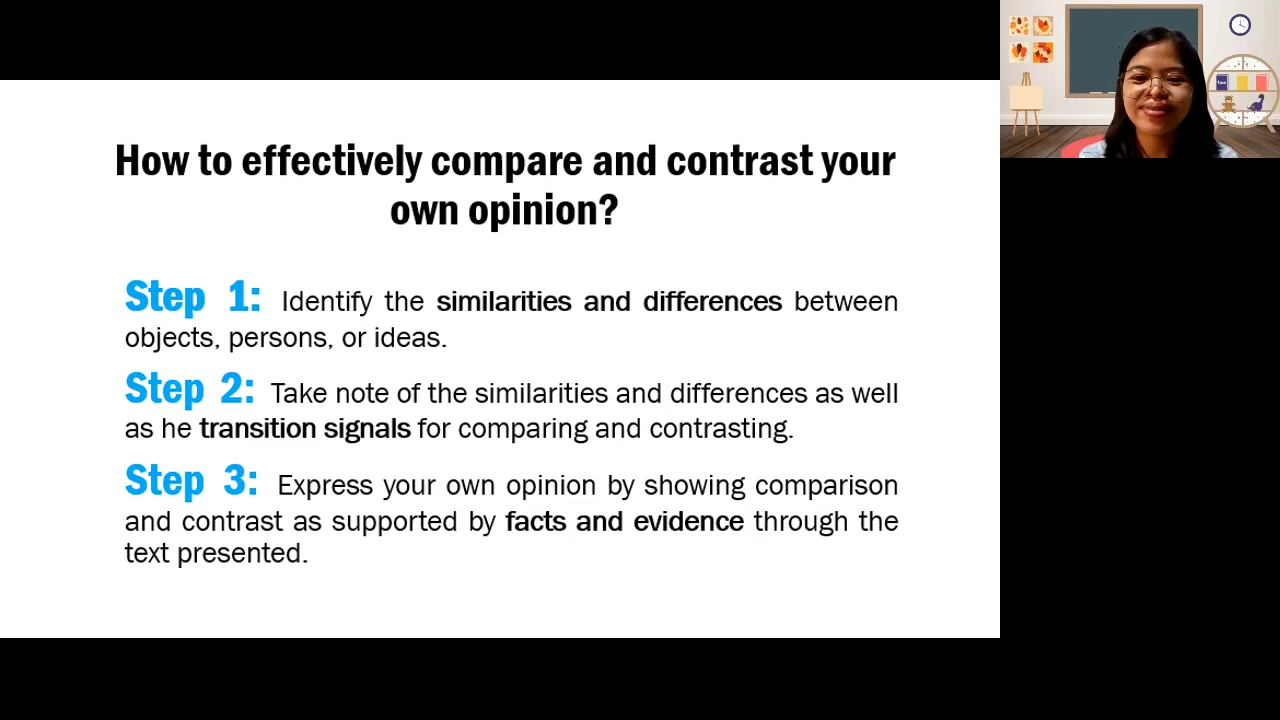 How to effectively compare and contrast your
own opinion?
Step 1: Identify the similarities and differences between
objects, persons, or ideas.
Step 2: Take note of the similarities and differences as well
as he transition signals for comparing and contrasting.
Step 3: Express your own opinion by showing comparison
and contrast as supported by facts and evidence through the
text presented.